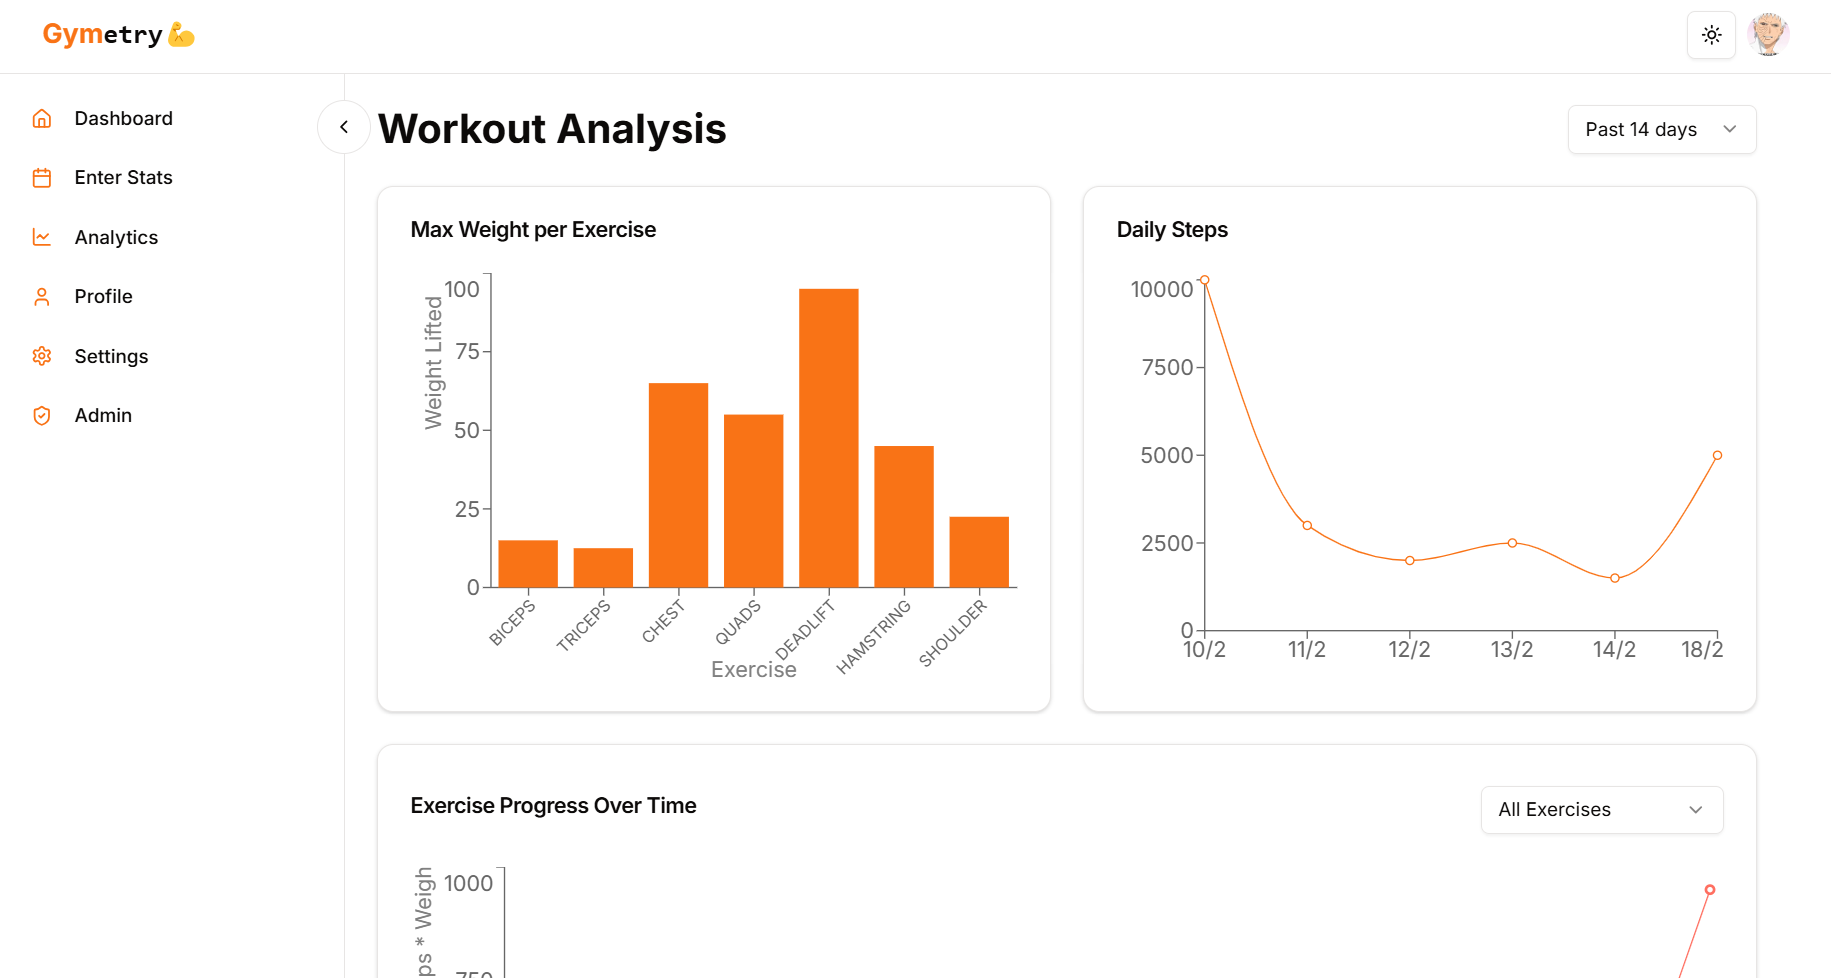 Gymetry
Dashboard
Enter Stats
Analytics
Profile
Settings
Admin
Workout Analysis
Past 14 days
Max Weight per Exercise
Weight Lifted
100
75
50
25
0
BICEPS
TRICEPS
CHEST
QUADS
DEADLIFT
HAMSTRING
SHOULDER
Exercise
Daily Steps
10000
7500
5000
2500
0
10/2
11/2
12/2
13/2
14/2
18/2
Exercise Progress Over Time
All Exercises
ps * Weigh
1000
750